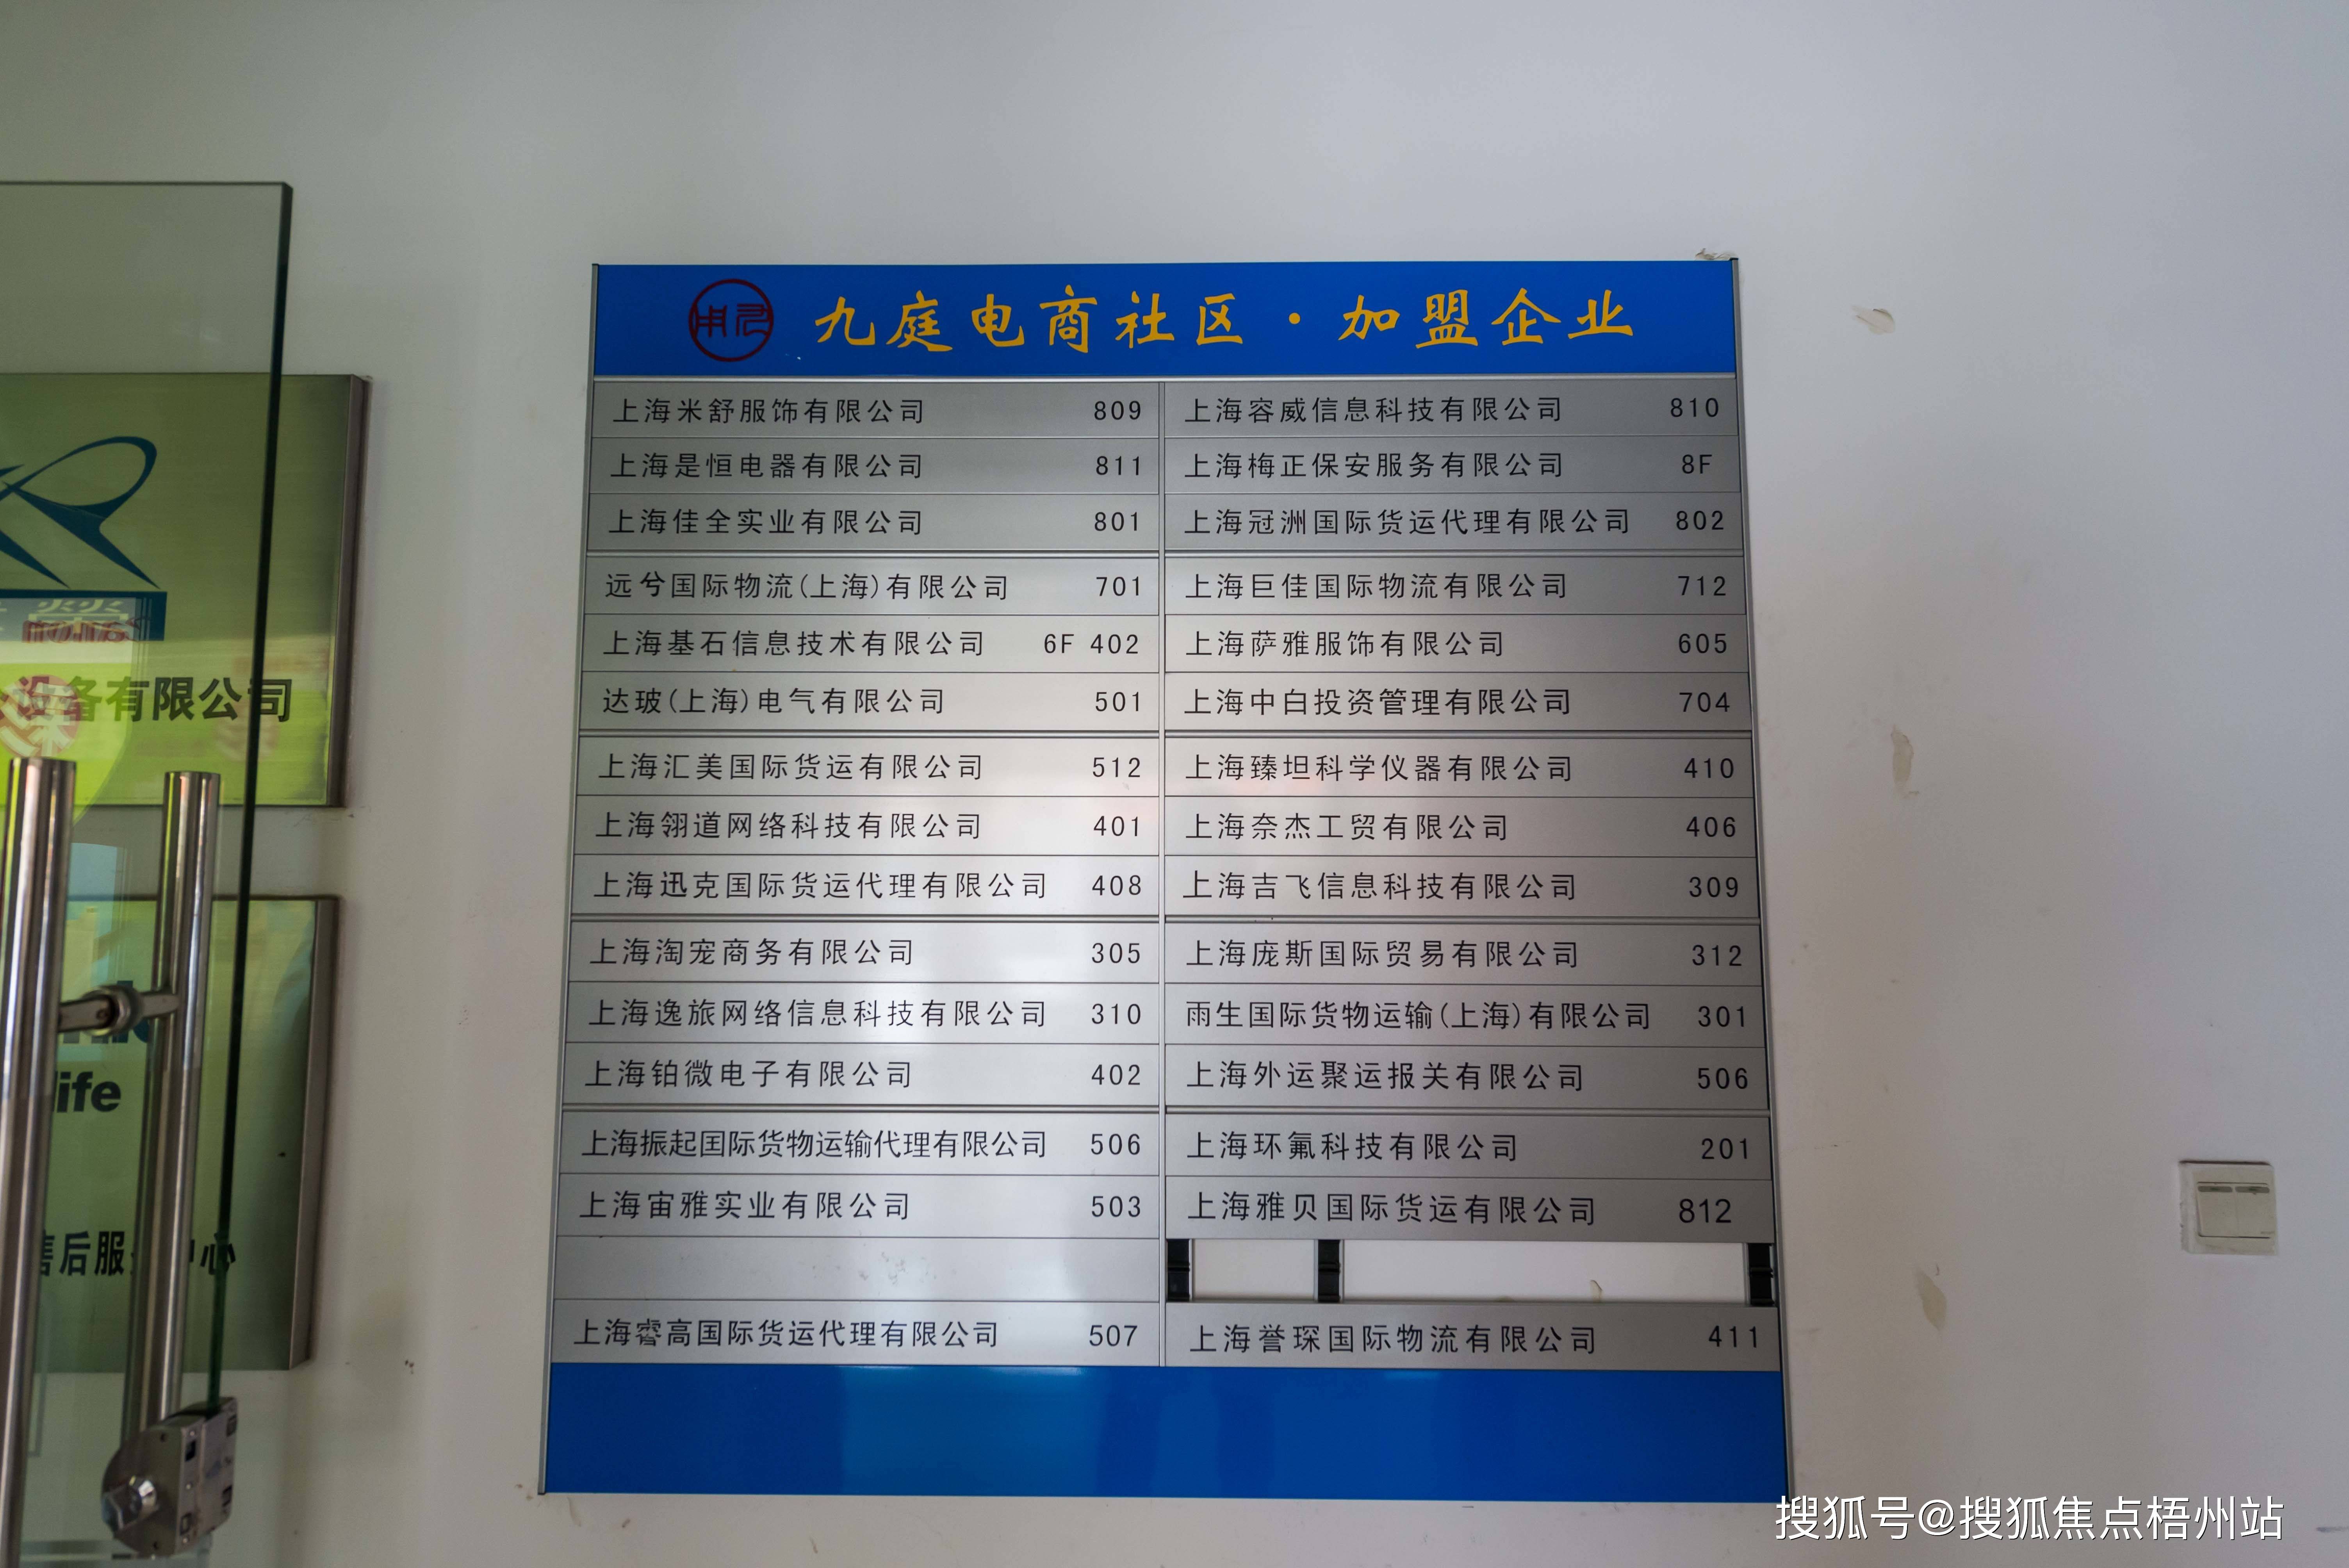 九庭电商社区·加盟企业
上海米舒服饰有限公司 809
上海容威信息科技有限公司 810
上海是恒电器有限公司 811
上海梅正保安服务有限公司 8F
上海佳全实业有限公司 801
上海冠洲国际货运代理有限公司 802
远兮国际物流(上海)有限公司 701
上海巨佳国际物流有限公司 712
上海基石信息技术有限公司 6F 402
上海萨雅服饰有限公司 605
达玻(上海)电气有限公司 501
上海中白投资管理有限公司 704
上海汇美国际货运有限公司 512
上海臻坦科学仪器有限公司 410
上海翎道网络科技有限公司 401
上海奈杰工贸有限公司 406
上海迅克国际货运代理有限公司 408
上海吉飞信息科技有限公司 309
上海淘宠商务有限公司 305
上海庞斯国际贸易有限公司 312
上海逸旅网络信息科技有限公司 310
雨生国际货物运输(上海)有限公司 301
上海铂微电子有限公司 402
上海外运聚运报关有限公司 506
上海振起国际货物运输代理有限公司 506
上海环氟科技有限公司 201
上海宙雅实业有限公司 503
上海雅贝国际货运有限公司 812
上海睿高国际货运代理有限公司 507
上海誉琛国际物流有限公司 411
设备有限公司
life
售后服务中心
搜狐号@搜狐焦点梧州站